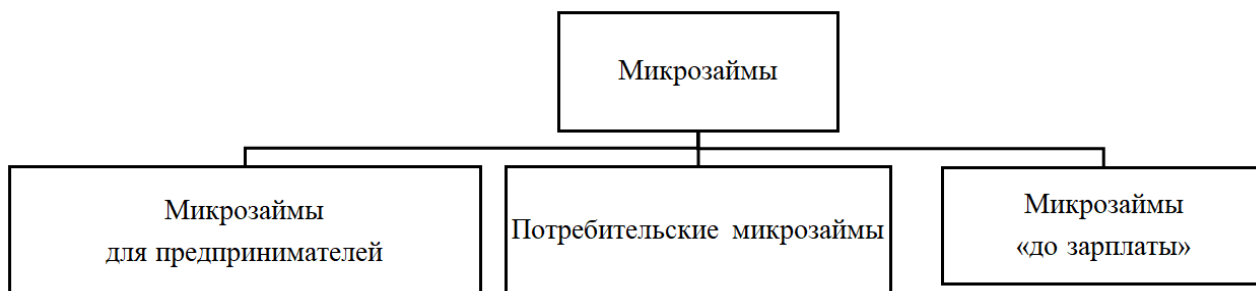 Микрозаймы
Микрозаймы
для предпринимателей
Потребительские микрозаймы
Микрозаймы
«до зарплаты»